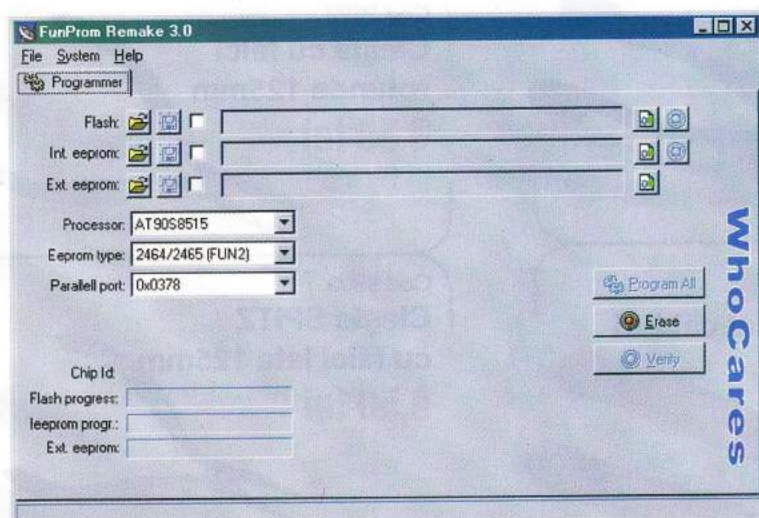 FunProm Remake 3.0
File System Help
Programmer
Flash:
Int. eeprom:
Ext. eeprom:
Processor: AT90S8515
Eeprom type: 2464/2465 (FUN2)
Parallell port: 0x0378
Program All
Erase
Verify
WhoCares
Chip Id:
Flash progress:
Ieeprom progr.:
Ext. eeprom: